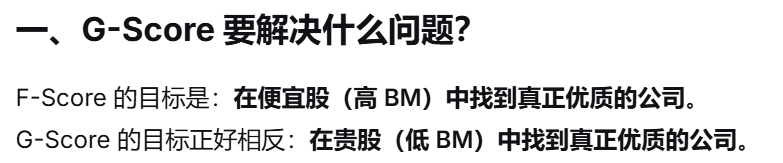 一、G-Score 要解决什么问题？
F-Score 的目标是：在便宜股（高 BM）中找到真正优质的公司。
G-Score 的目标正好相反：在贵股（低 BM）中找到真正优质的公司。